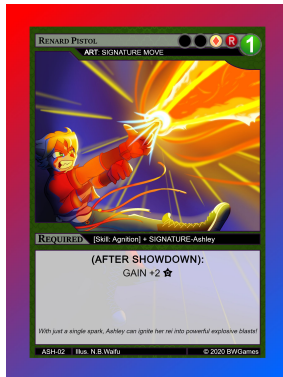 RENARD PISTOL
R
1
ART: SIGNATURE MOVE
REQUIRED [Skill: Agnition] + SIGNATURE-Ashley
(AFTER SHOWDOWN):
GAIN +2
With just a single spark, Ashley can ignite her rei into powerful explosive blasts!
ASH-02 Illus. N.B.Waifu © 2020 BWGames